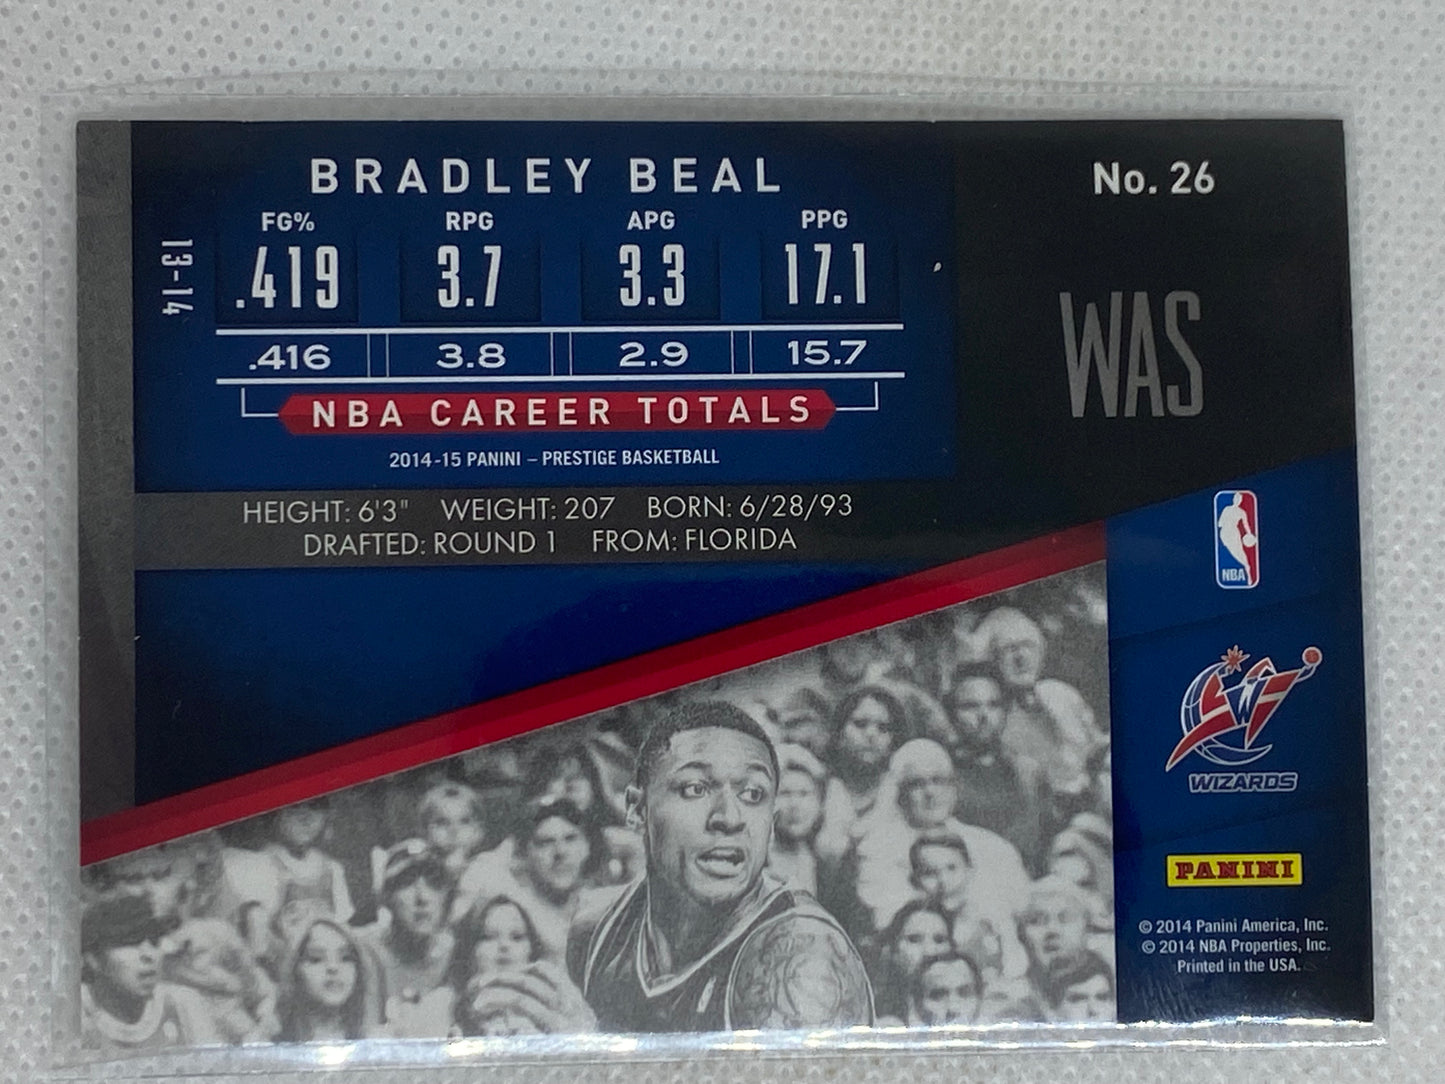 BRADLEY BEAL
No. 26
FG% RPG APG PPG
13-14
.419 3.7 3.3 17.1
.416 3.8 2.9 15.7
NBA CAREER TOTALS
2014-15 PANINI – PRESTIGE BASKETBALL
WAS
HEIGHT: 6'3" WEIGHT: 207 BORN: 6/28/93
DRAFTED: ROUND 1 FROM: FLORIDA
NBA
W
WIZARDS
PANINI
© 2014 Panini America, Inc.
© 2014 NBA Properties, Inc.
Printed in the USA.